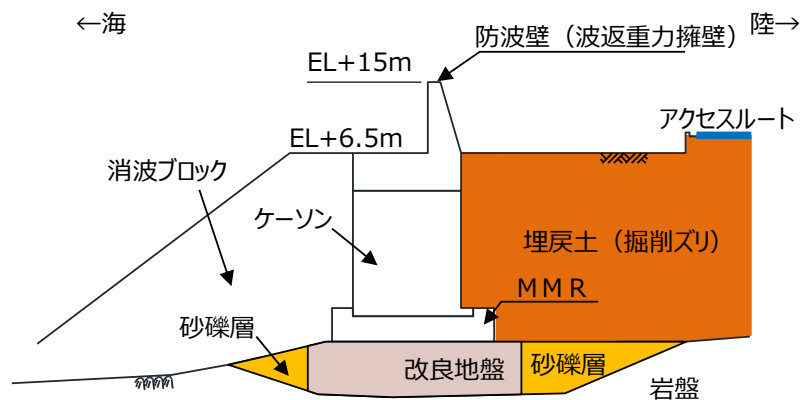 ←海
陸→
防波壁（波返重力擁壁）
EL+15m
アクセスルート
EL+6.5m
消波ブロック
ケーソン
埋戻土（掘削ズリ）
ＭＭＲ
砂礫層
改良地盤
砂礫層
岩盤